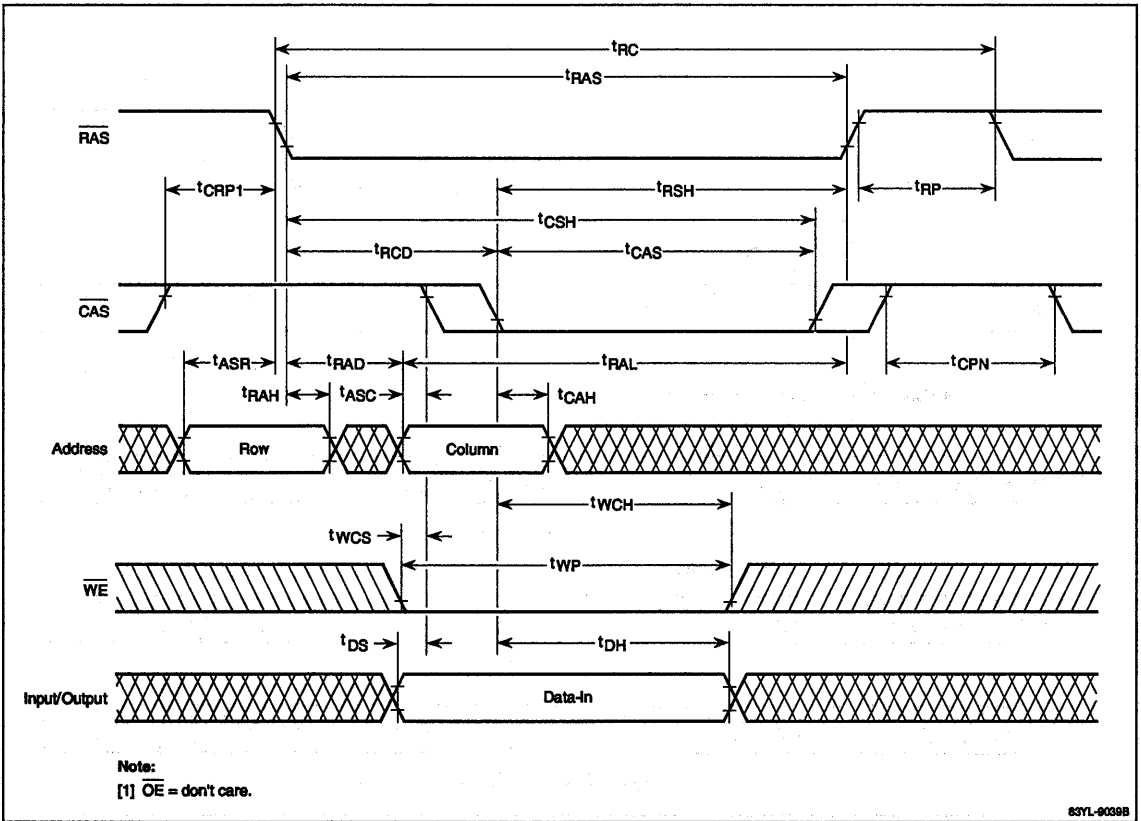 tRC
tRAS
RAS
tCRP1
tRSH
tRP
tCSH
tRCD
tCAS
CAS
tASR
tRAD
tRAL
tCPN
tRAH
tASC
tCAH
Address
Row
Column
tWCH
tWCS
tWP
WE
tDS
tDH
Input/Output
Data-In
Note:
[1] OE = don't care.
83YL-9039B